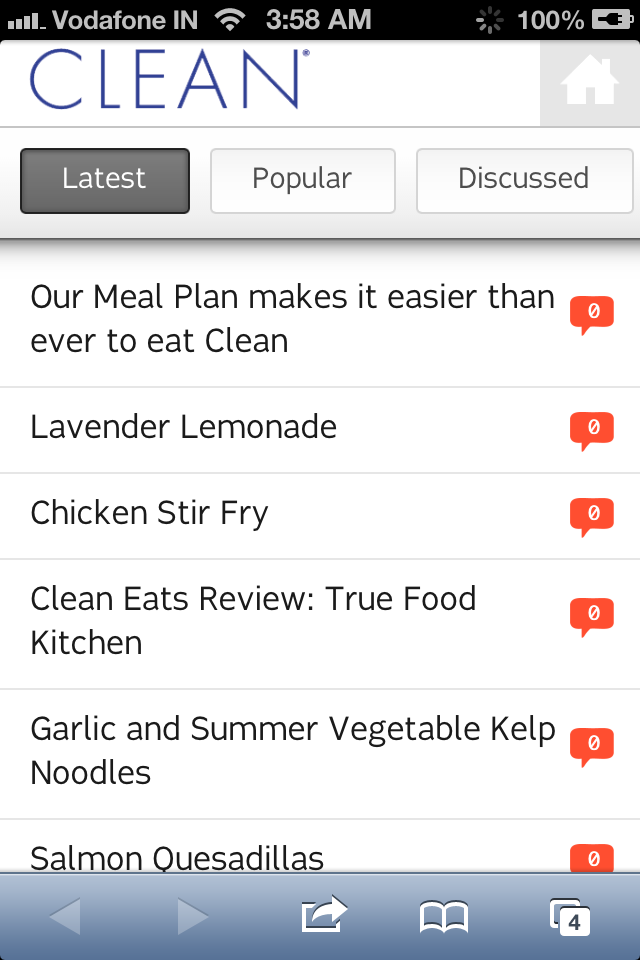 Vodafone IN 3:58 AM 100%
CLEAN®
Latest Popular Discussed
Our Meal Plan makes it easier than
ever to eat Clean
0
Lavender Lemonade 0
Chicken Stir Fry 0
Clean Eats Review: True Food
Kitchen
0
Garlic and Summer Vegetable Kelp
Noodles
0
Salmon Quesadillas 0
4